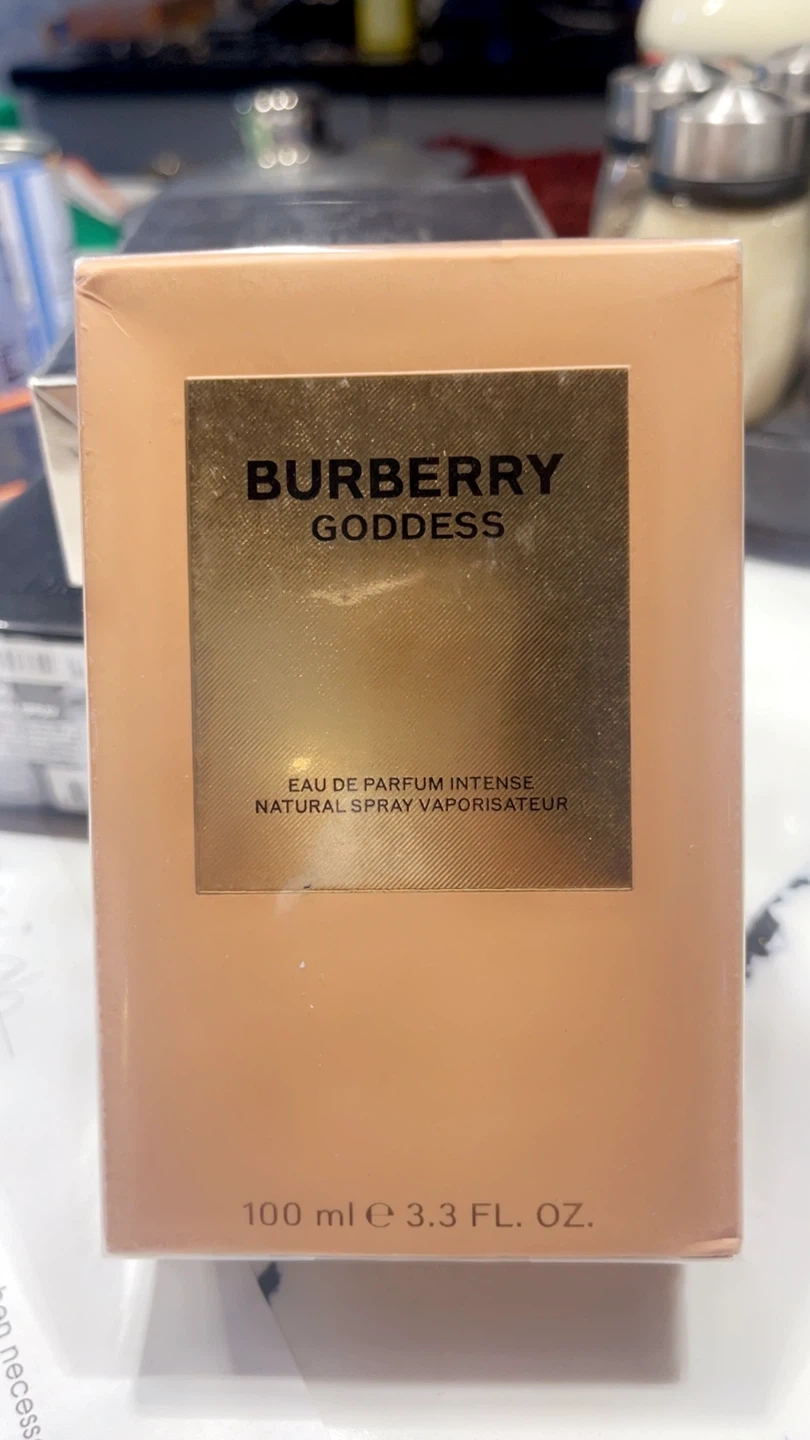 BURBERRY
GODDESS
EAU DE PARFUM INTENSE
NATURAL SPRAY VAPORISATEUR
100 ml ℮ 3.3 FL. OZ.